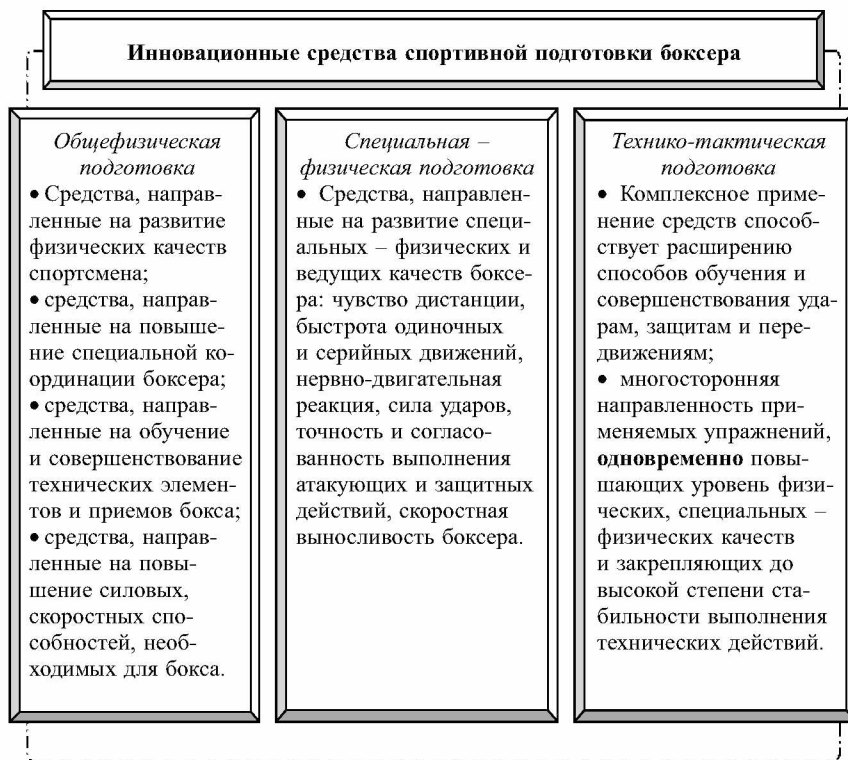 Инновационные средства спортивной подготовки боксера
Общефизическая
подготовка
• Средства, направ-
ленные на развитие
физических качеств
спортсмена;
• средства, направ-
ленные на повыше-
ние специальной ко-
ординации боксера;
• средства, направ-
ленные на обучение
и совершенствование
технических элемен-
тов и приемов бокса;
• средства, направ-
ленные на повы-
шение силовых,
скоростных спо-
собностей, необ-
ходимых для бокса.
Специальная –
физическая подготовка
• Средства, направлен-
ные на развитие специ-
альных – физических и
ведущих качеств боксе-
ра: чувство дистанции,
быстрота одиночных
и серийных движений,
нервно-двигательная
реакция, сила ударов,
точность и согласо-
ванность выполнения
атакующих и защитных
действий, скоростная
выносливость боксера.
Технико-тактическая
подготовка
• Комплексное приме-
нение средств способ-
ствует расширению
способов обучения и
совершенствования уда-
рам, защитам и пере-
движениям;
• многосторонняя
направленность при-
меняемых упражнений,
одновременно повы-
шающих уровень физи-
ческих, специальных –
физических качеств
и закрепляющих до
высокой степени ста-
бильности выполнения
технических действий.